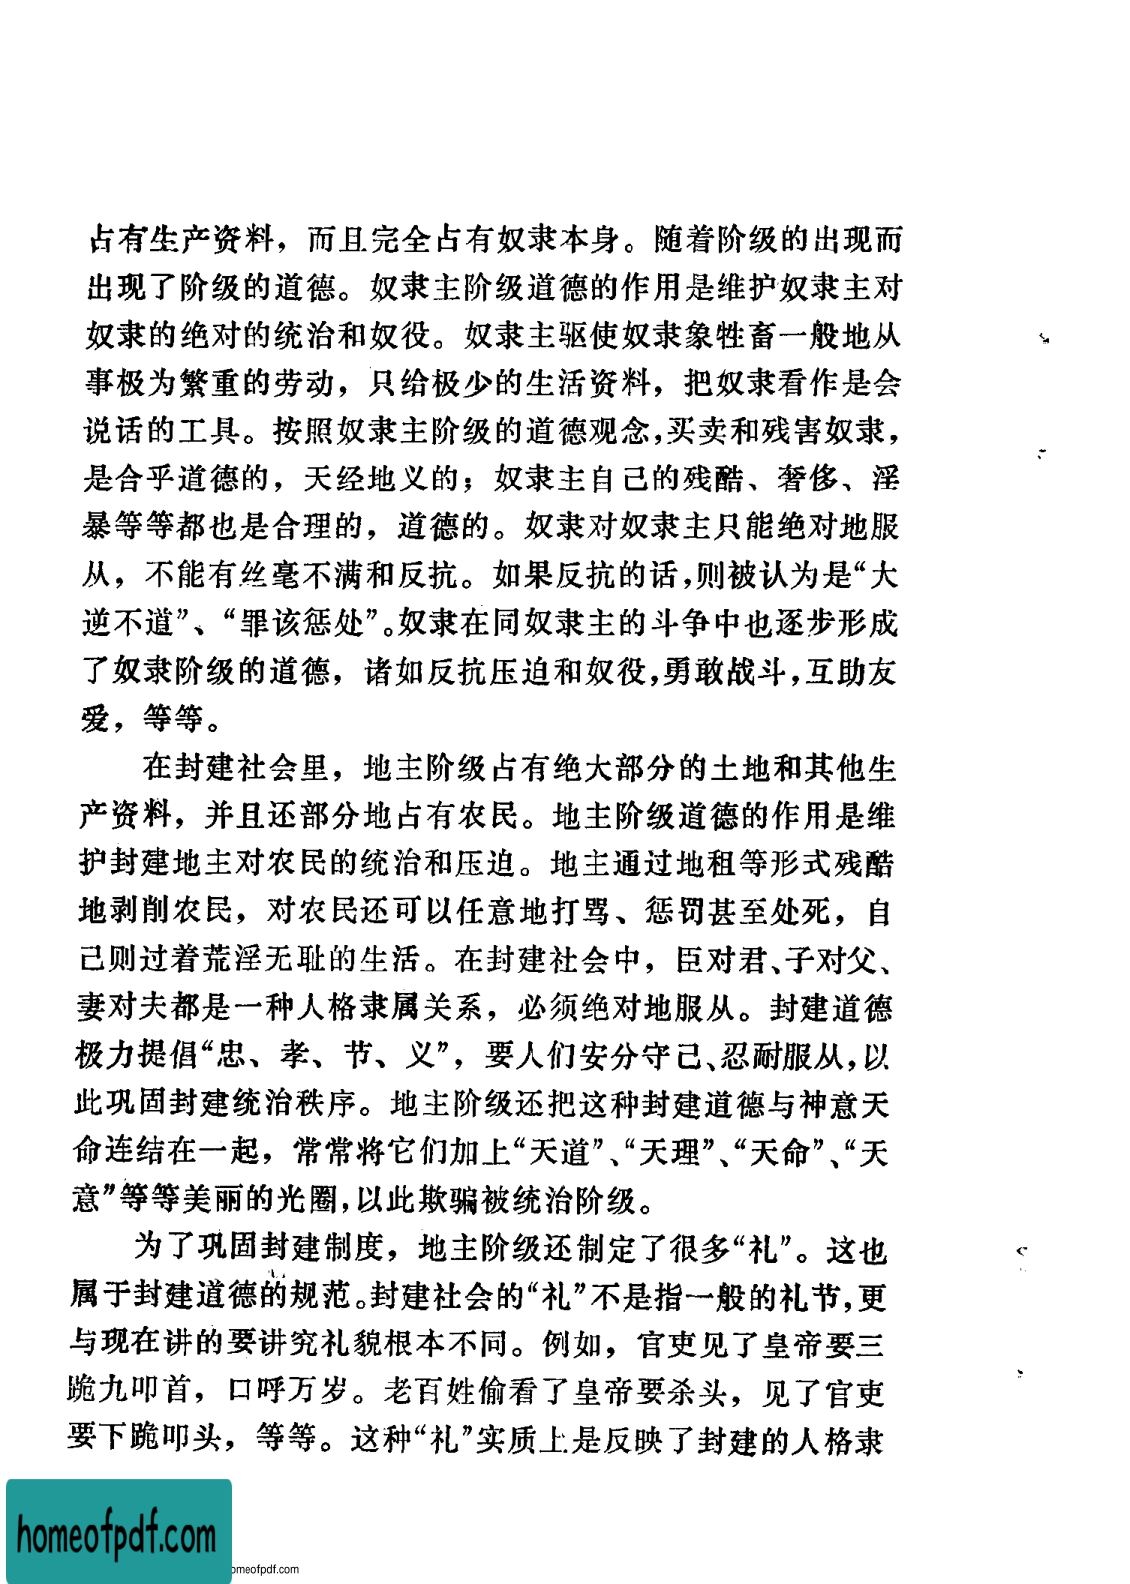 占有生产资料，而且完全占有奴隶本身。随着阶级的出现而
出现了阶级的道德。奴隶主阶级道德的作用是维护奴隶主对
奴隶的绝对的统治和奴役。奴隶主驱使奴隶象牲畜一般地从
事极为繁重的劳动，只给极少的生活资料，把奴隶看作是会
说话的工具。按照奴隶主阶级的道德观念，买卖和残害奴隶，
是合乎道德的，天经地义的；奴隶主自己的残酷、奢侈、淫
暴等等都也是合理的，道德的。奴隶对奴隶主只能绝对地服
从，不能有丝毫不满和反抗。如果反抗的话，则被认为是“大
逆不道”、“罪该惩处”。奴隶在同奴隶主的斗争中也逐步形成
了奴隶阶级的道德，诸如反抗压迫和奴役，勇敢战斗，互助友
爱，等等。
在封建社会里，地主阶级占有绝大部分的土地和其他生
产资料，并且还部分地占有农民。地主阶级道德的作用是维
护封建地主对农民的统治和压迫。地主通过地租等形式残酷
地剥削农民，对农民还可以任意地打骂、惩罚甚至处死，自
己则过着荒淫无耻的生活。在封建社会中，臣对君、子对父、
妻对夫都是一种人格隶属关系，必须绝对地服从。封建道德
极力提倡“忠、孝、节、义”，要人们安分守己、忍耐服从，以
此巩固封建统治秩序。地主阶级还把这种封建道德与神意天
命连结在一起，常常将它们加上“天道”、“天理”、“天命”、“天
意”等等美丽的光圈，以此欺骗被统治阶级。
为了巩固封建制度，地主阶级还制定了很多“礼”。这也
属于封建道德的规范。封建社会的“礼”不是指一般的礼节，更
与现在讲的要讲究礼貌根本不同。例如，官吏见了皇帝要三
跪九叩首，口呼万岁。老百姓偷看了皇帝要杀头，见了官吏
要下跪叩头，等等。这种“礼”实质上是反映了封建的人格隶
homeofpdf.com
omeofpdf.com